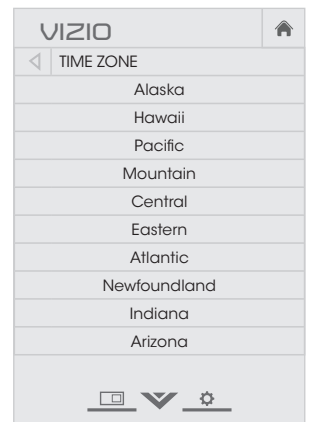 VIZIO
TIME ZONE
Alaska
Hawaii
Pacific
Mountain
Central
Eastern
Atlantic
Newfoundland
Indiana
Arizona